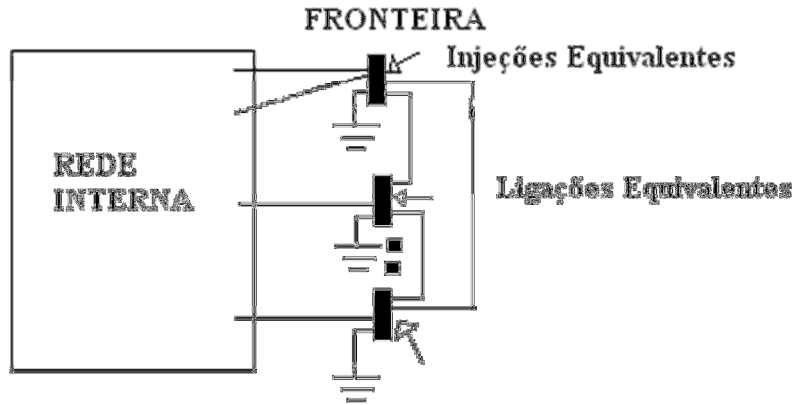 FRONTEIRA
Injeções Equivalentes
REDE
INTERNA
Ligações Equivalentes